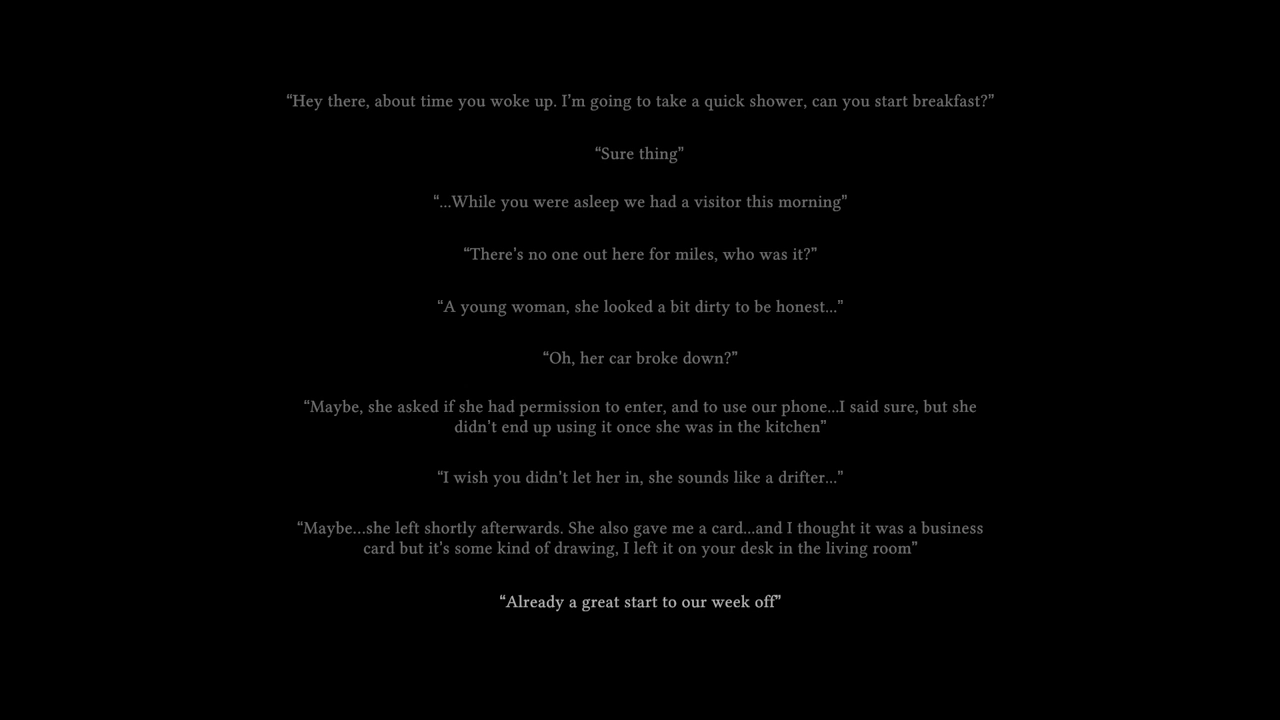 “Hey there, about time you woke up. I’m going to take a quick shower, can you start breakfast?”
“Sure thing”
“...While you were asleep we had a visitor this morning”
“There’s no one out here for miles, who was it?”
“A young woman, she looked a bit dirty to be honest...”
“Oh, her car broke down?”
“Maybe, she asked if she had permission to enter, and to use our phone...I said sure, but she
didn’t end up using it once she was in the kitchen”
“I wish you didn’t let her in, she sounds like a drifter...”
“Maybe...she left shortly afterwards. She also gave me a card...and I thought it was a business
card but it’s some kind of drawing, I left it on your desk in the living room”
“Already a great start to our week off”